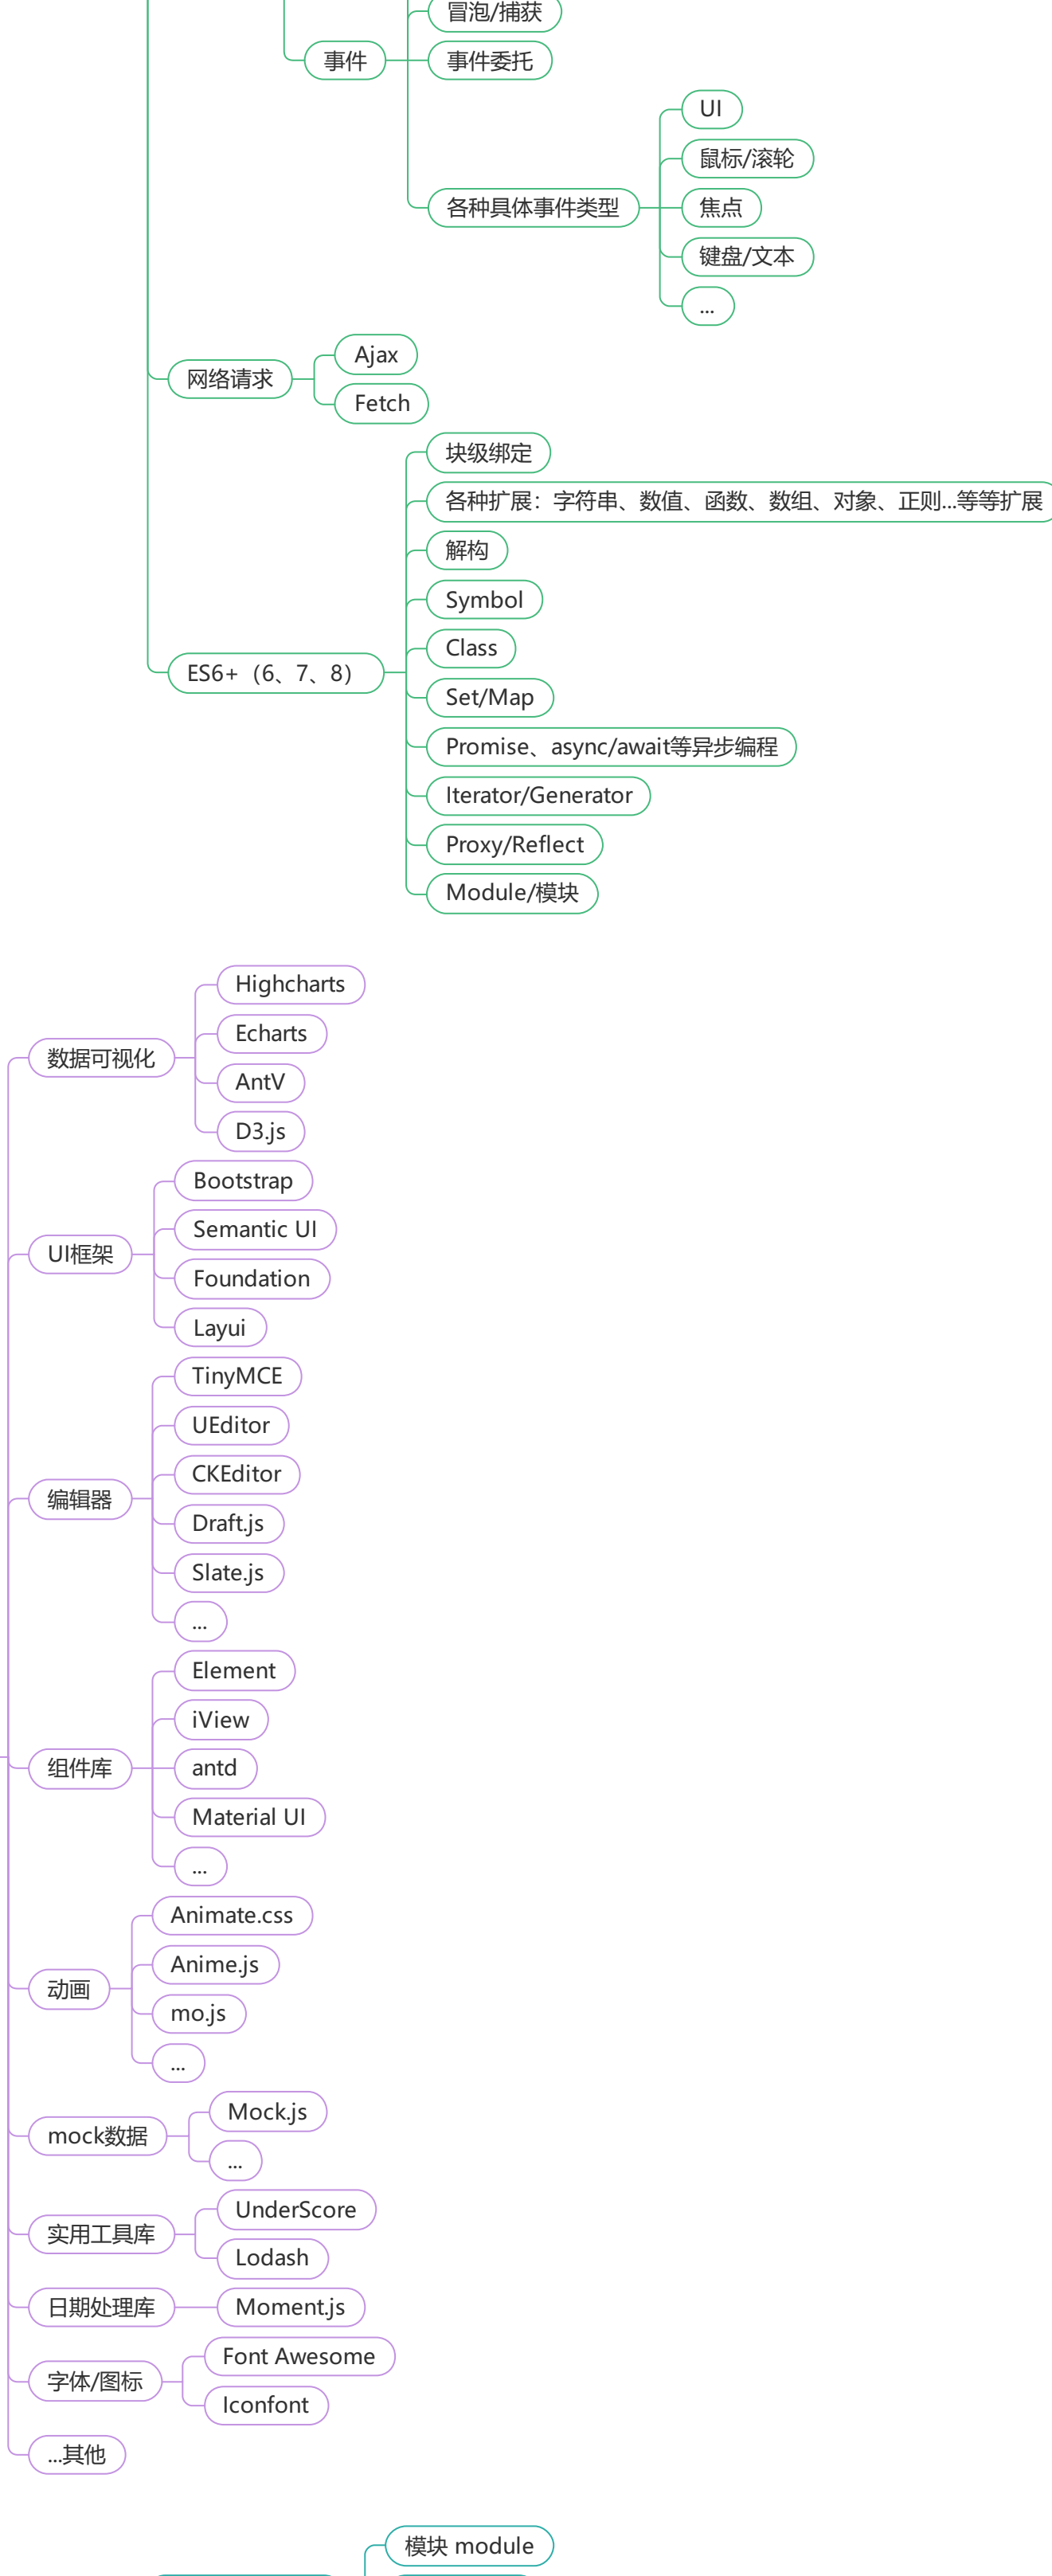 冒泡/捕获
事件
事件委托
UI
鼠标/滚轮
各种具体事件类型
焦点
键盘/文本
...
Ajax
网络请求
Fetch
块级绑定
各种扩展：字符串、数值、函数、数组、对象、正则...等等扩展
解构
Symbol
Class
ES6+（6、7、8）
Set/Map
Promise、async/await等异步编程
Iterator/Generator
Proxy/Reflect
Module/模块
Highcharts
Echarts
数据可视化
AntV
D3.js
Bootstrap
Semantic UI
UI框架
Foundation
Layui
TinyMCE
UEditor
CKEditor
编辑器
Draft.js
Slate.js
...
Element
iView
组件库
antd
Material UI
...
Animate.css
Anime.js
动画
mo.js
...
Mock.js
mock数据
...
UnderScore
实用工具库
Lodash
日期处理库
Moment.js
Font Awesome
字体/图标
Iconfont
...其他
模块 module